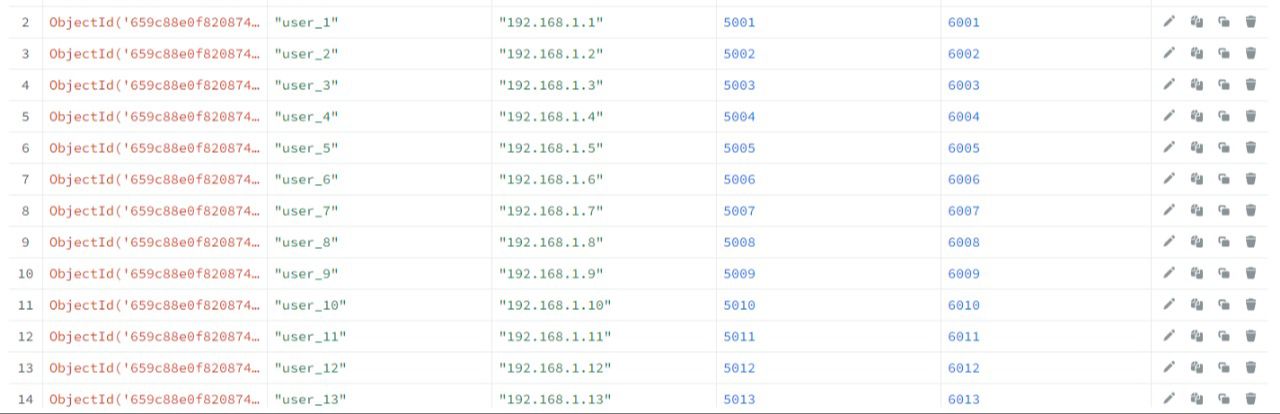 2 ObjectId('659c88e0f820874… "user_1" "192.168.1.1" 5001 6001
3 ObjectId('659c88e0f820874… "user_2" "192.168.1.2" 5002 6002
4 ObjectId('659c88e0f820874… "user_3" "192.168.1.3" 5003 6003
5 ObjectId('659c88e0f820874… "user_4" "192.168.1.4" 5004 6004
6 ObjectId('659c88e0f820874… "user_5" "192.168.1.5" 5005 6005
7 ObjectId('659c88e0f820874… "user_6" "192.168.1.6" 5006 6006
8 ObjectId('659c88e0f820874… "user_7" "192.168.1.7" 5007 6007
9 ObjectId('659c88e0f820874… "user_8" "192.168.1.8" 5008 6008
10 ObjectId('659c88e0f820874… "user_9" "192.168.1.9" 5009 6009
11 ObjectId('659c88e0f820874… "user_10" "192.168.1.10" 5010 6010
12 ObjectId('659c88e0f820874… "user_11" "192.168.1.11" 5011 6011
13 ObjectId('659c88e0f820874… "user_12" "192.168.1.12" 5012 6012
14 ObjectId('659c88e0f820874… "user_13" "192.168.1.13" 5013 6013